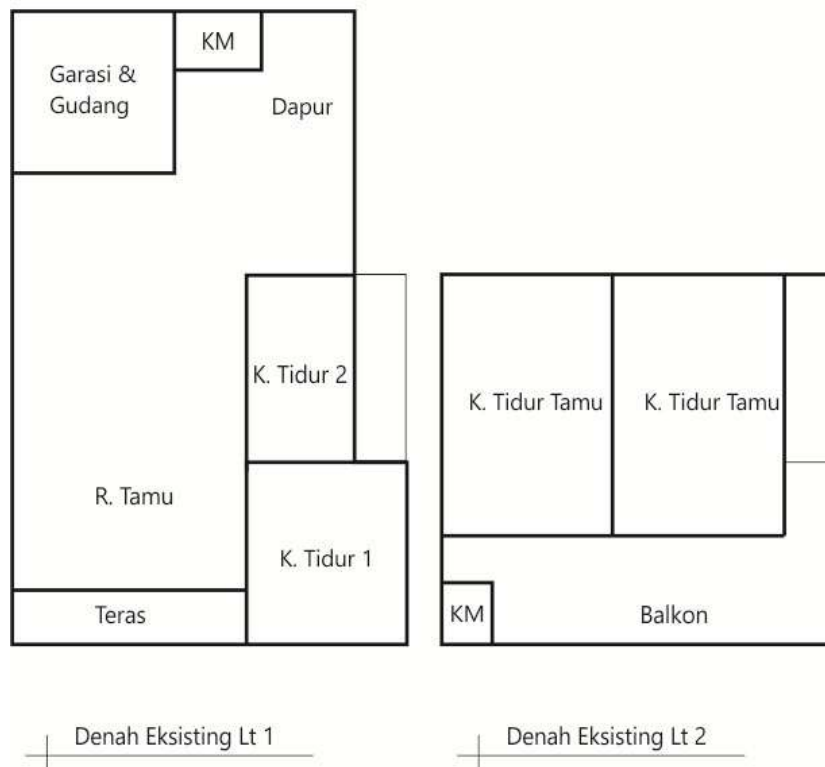 KM
Garasi &
Gudang
Dapur
K. Tidur 2
R. Tamu
K. Tidur 1
Teras
K. Tidur Tamu
K. Tidur Tamu
KM
Balkon
Denah Eksisting Lt 1
Denah Eksisting Lt 2